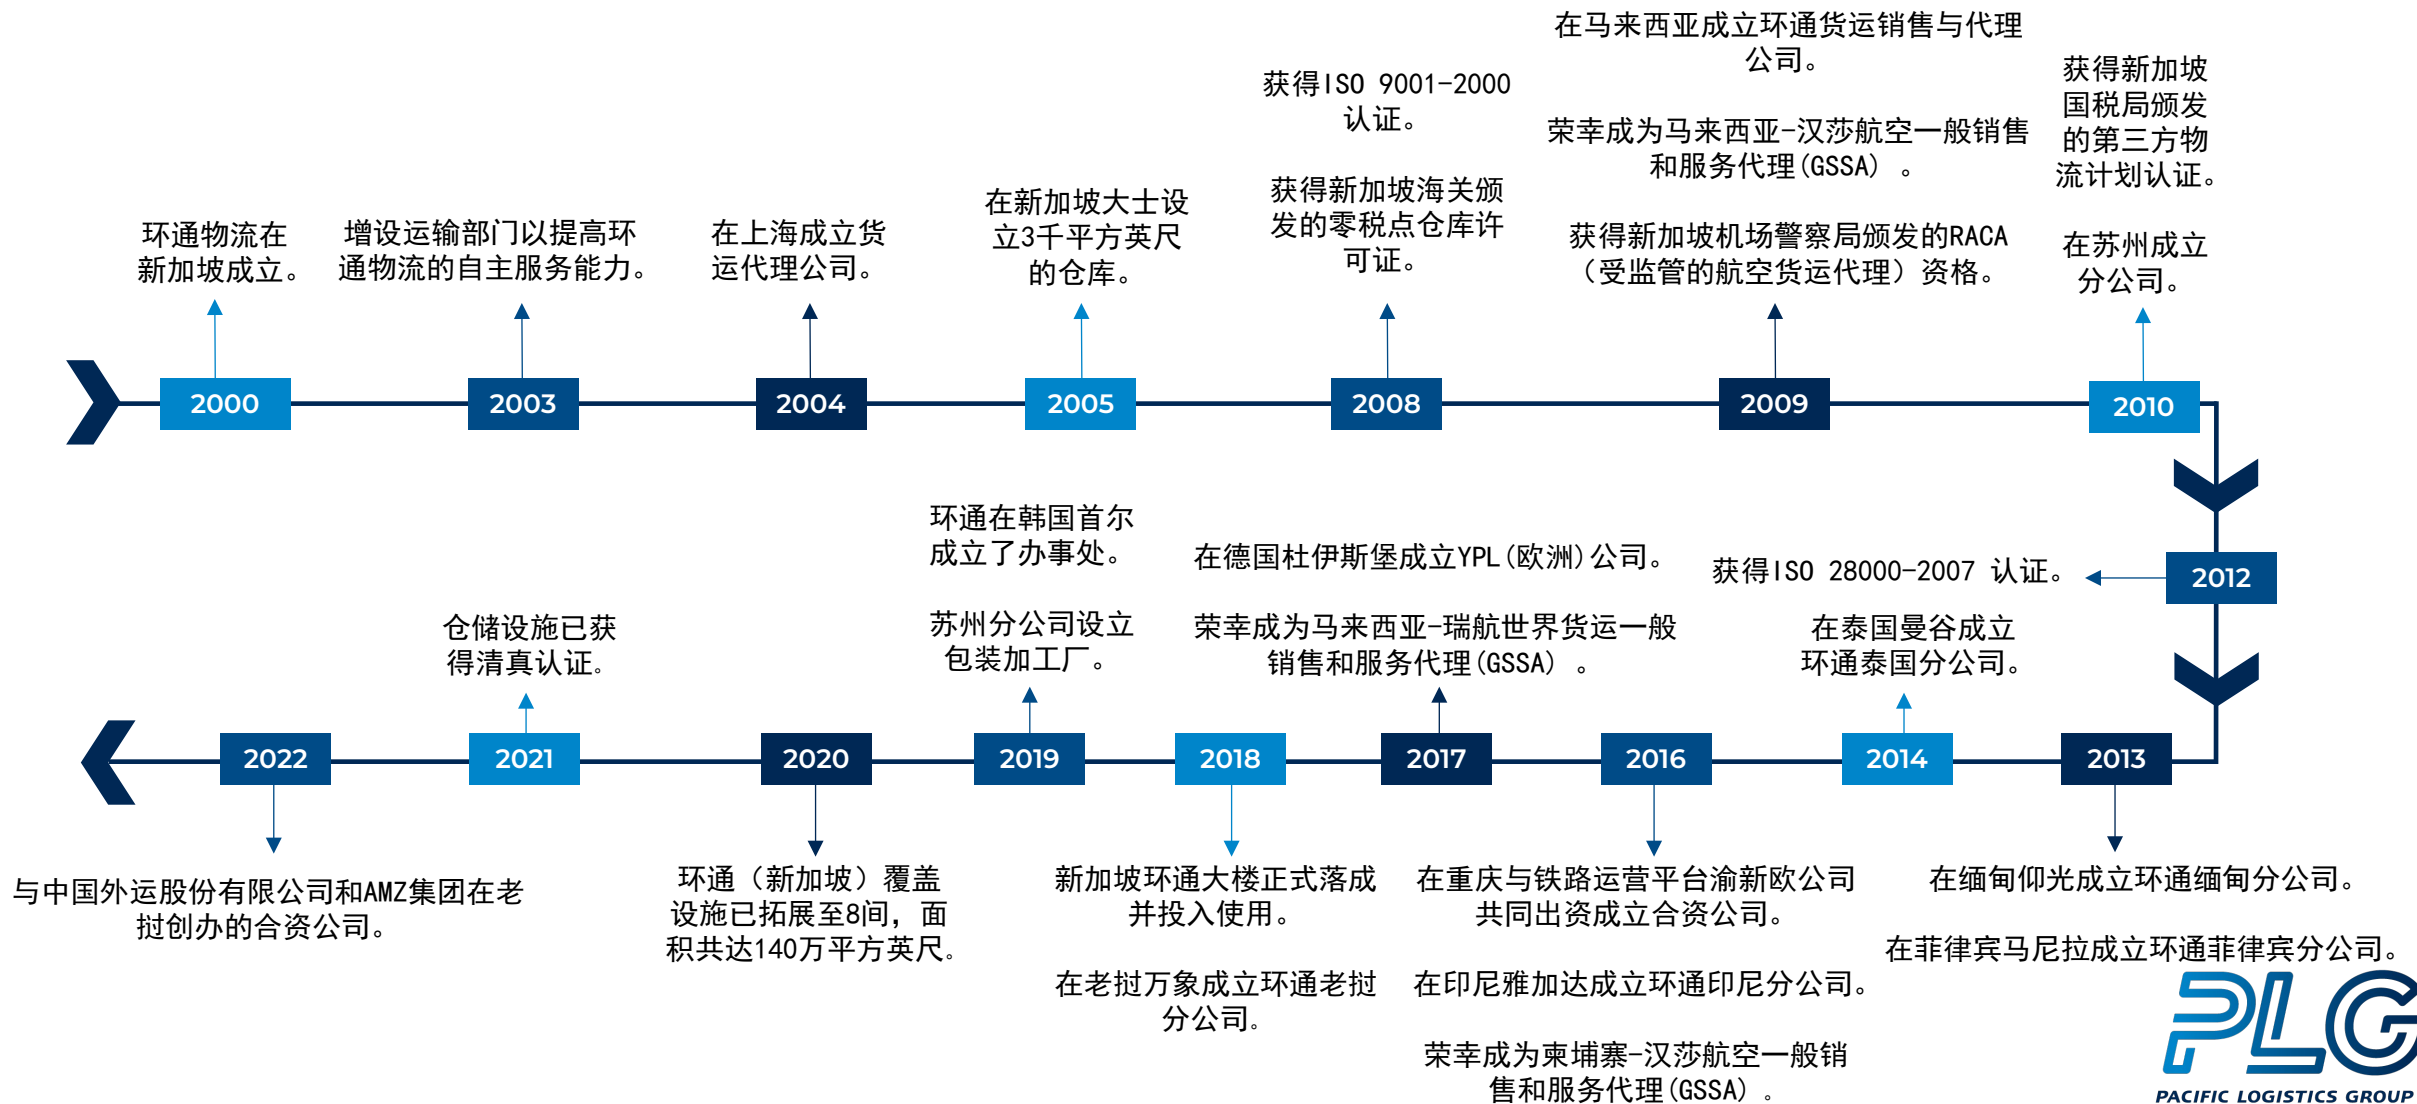 环通物流在
新加坡成立。
2000
增设运输部门以提高环
通物流的自主服务能力。
2003
在上海成立货
运代理公司。
2004
在新加坡大士设
立3千平方英尺
的仓库。
2005
获得ISO 9001-2000
认证。
获得新加坡海关颁
发的零税点仓库许
可证。
2008
在马来西亚成立环通货运销售与代理
公司。
荣幸成为马来西亚-汉莎航空一般销售
和服务代理(GSSA) 。
获得新加坡机场警察局颁发的RACA
（受监管的航空货运代理）资格。
2009
获得新加坡
国税局颁发
的第三方物
流计划认证。
在苏州成立
分公司。
2010
获得ISO 28000-2007 认证。
2012
2013
在缅甸仰光成立环通缅甸分公司。
在菲律宾马尼拉成立环通菲律宾分公司。
在泰国曼谷成立
环通泰国分公司。
2014
2016
在重庆与铁路运营平台渝新欧公司
共同出资成立合资公司。
在印尼雅加达成立环通印尼分公司。
荣幸成为柬埔寨-汉莎航空一般销
售和服务代理(GSSA) 。
在德国杜伊斯堡成立YPL(欧洲)公司。
荣幸成为马来西亚-瑞航世界货运一般
销售和服务代理(GSSA) 。
2017
2018
新加坡环通大楼正式落成
并投入使用。
在老挝万象成立环通老挝
分公司.
环通在韩国首尔
成立了办事处。
苏州分公司设立
包装加工厂。
2019
2020
环通（新加坡）覆盖
设施已拓展至8间，面
积共达140万平方英尺.
仓储设施已获
得清真认证.
2021
2022
与中国外运股份有限公司和AMZ集团在老
挝创办的合资公司。
PLG
PACIFIC LOGISTICS GROUP